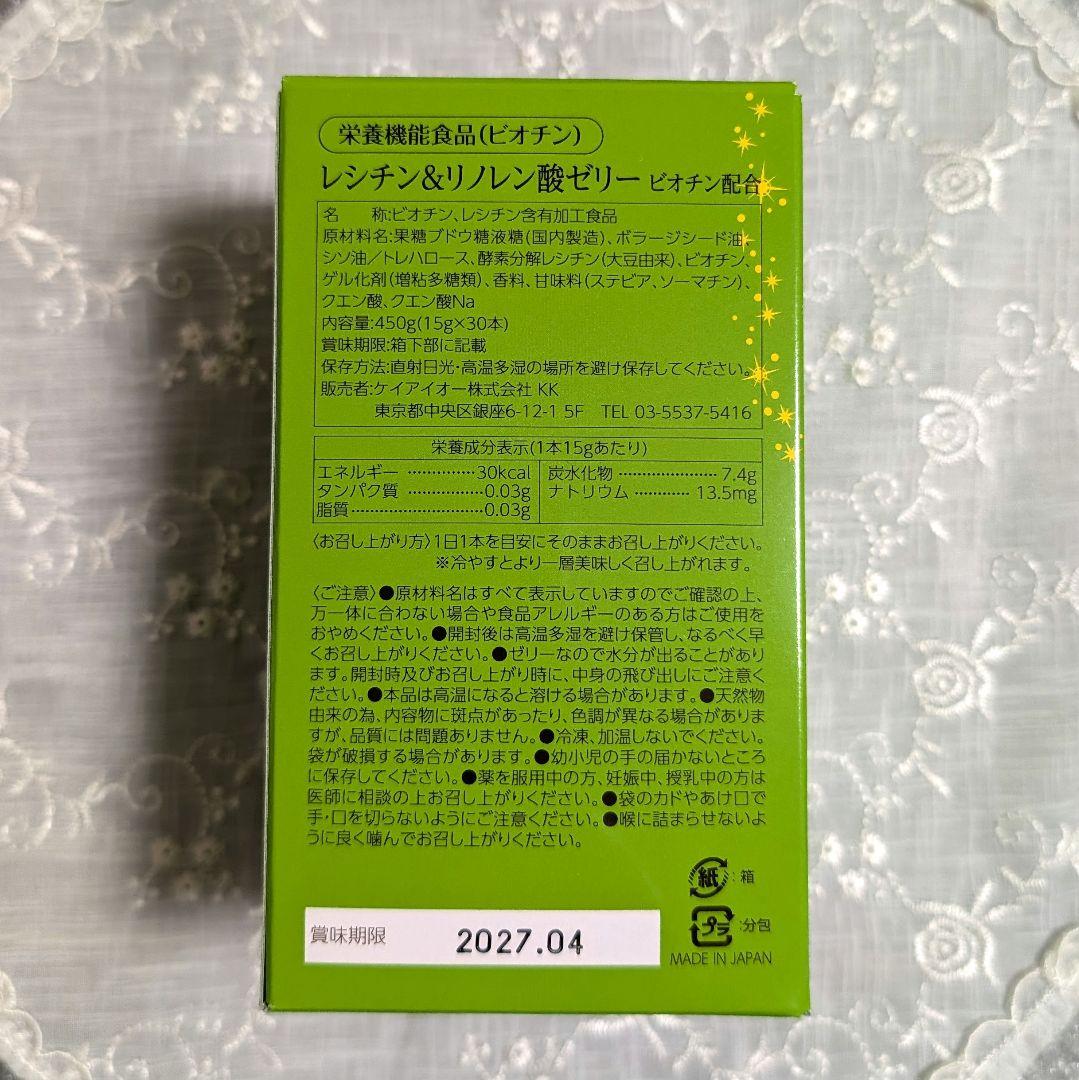 栄養機能食品(ビオチン)
レシチン&リノレン酸ゼリー ビオチン配合
名　　称:ビオチン、レシチン含有加工食品
原材料名:果糖ブドウ糖液糖(国内製造)、ボラージシード油、
シソ油/トレハロース、酵素分解レシチン(大豆由来)、ビオチン、
ゲル化剤(増粘多糖類)、香料、甘味料(ステビア、ソーマチン)、
クエン酸、クエン酸Na
内容量:450g(15g×30本)
賞味期限:箱下部に記載
保存方法:直射日光・高温多湿の場所を避け保存してください。
販売者:ケイアイオー株式会社 KK
東京都中央区銀座6-12-1 5F　TEL 03-5537-5416
栄養成分表示(1本15gあたり)
エネルギー ……………30kcal 炭水化物 …………………7.4g
タンパク質 ……………0.03g ナトリウム …………13.5mg
脂質………………………0.03g
〈お召し上がり方〉1日1本を目安にそのままお召し上がりください。
※冷やすとより一層美味しく召し上がれます。
〈ご注意〉●原材料名はすべて表示していますのでご確認の上、
万一体に合わない場合や食品アレルギーのある方はご使用を
おやめください。●開封後は高温多湿を避け保管し、なるべく早
くお召し上がりください。●ゼリーなので水分が出ることがあり
ます。開封時及びお召し上がり時に、中身の飛び出しにご注意く
ださい。●本品は高温になると溶ける場合があります。●天然物
由来の為、内容物に斑点があったり、色調が異なる場合がありま
すが、品質には問題ありません。●冷凍、加温しないでください。
袋が破損する場合があります。●幼小児の手の届かないところ
に保存してください。●薬を服用中の方、妊娠中、授乳中の方は
医師に相談の上お召し上がりください。●袋のカドやあけ口で
手・口を切らないようにご注意ください。●喉に詰まらせないよ
うに良く噛んでお召し上がりください。
紙:箱
プラ:分包
賞味期限 2027.04
MADE IN JAPAN